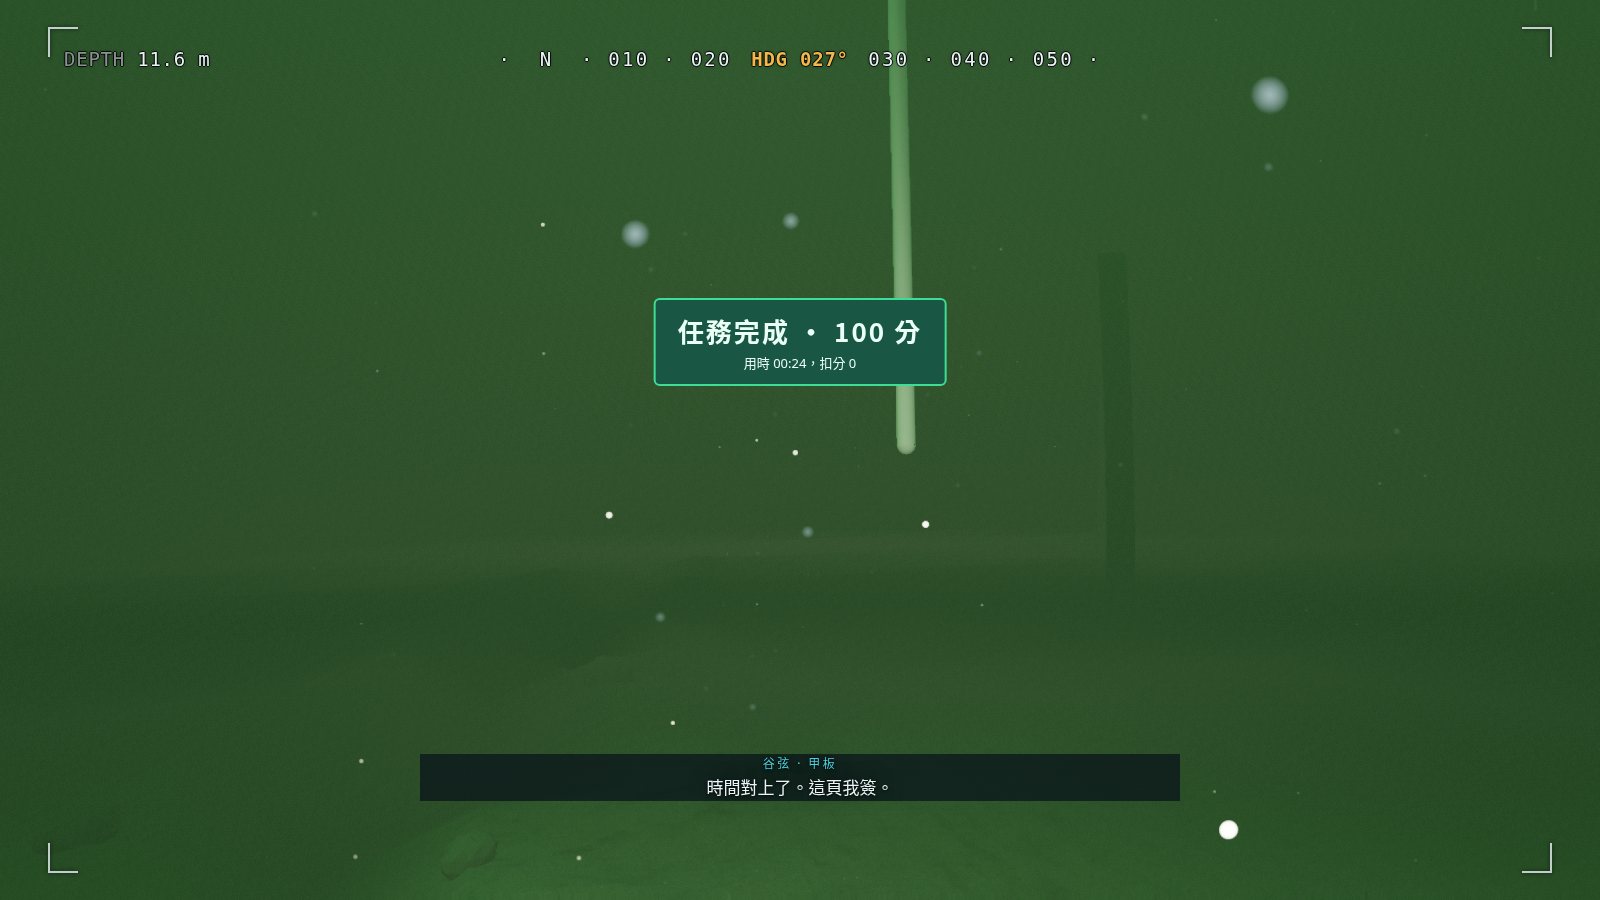 DEPTH 11.6 m
· N · 010 · 020 HDG 027° 030 · 040 · 050 ·
任務完成 · 100 分
用時 00:24，扣分 0
谷弦 · 甲板
時間對上了。這頁我簽。